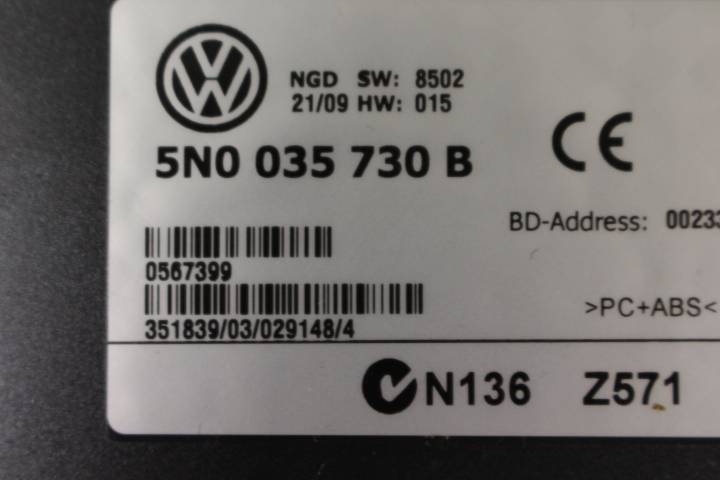 NGD SW: 8502
21/09 HW: 015
5N0 035 730 B
CE
BD-Address: 00233
0567399
351839/03/029148/4
>PC+ABS<
N136 Z571